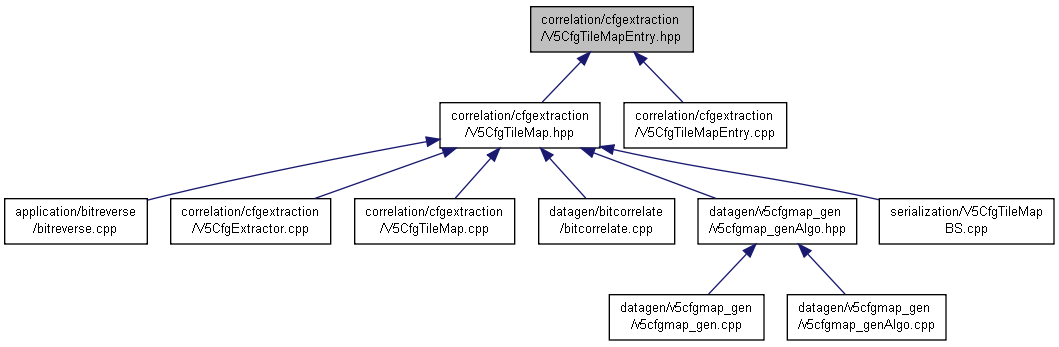 correlation/cfgextraction
/V5CfgTileMapEntry.hpp
correlation/cfgextraction
/V5CfgTileMap.hpp
correlation/cfgextraction
/V5CfgTileMapEntry.cpp
application/bitreverse
/bitreverse.cpp
correlation/cfgextraction
/V5CfgExtractor.cpp
correlation/cfgextraction
/V5CfgTileMap.cpp
datagen/bitcorrelate
/bitcorrelate.cpp
datagen/v5cfgmap_gen
/v5cfgmap_genAlgo.hpp
serialization/V5CfgTileMap
BS.cpp
datagen/v5cfgmap_gen
/v5cfgmap_gen.cpp
datagen/v5cfgmap_gen
/v5cfgmap_genAlgo.cpp